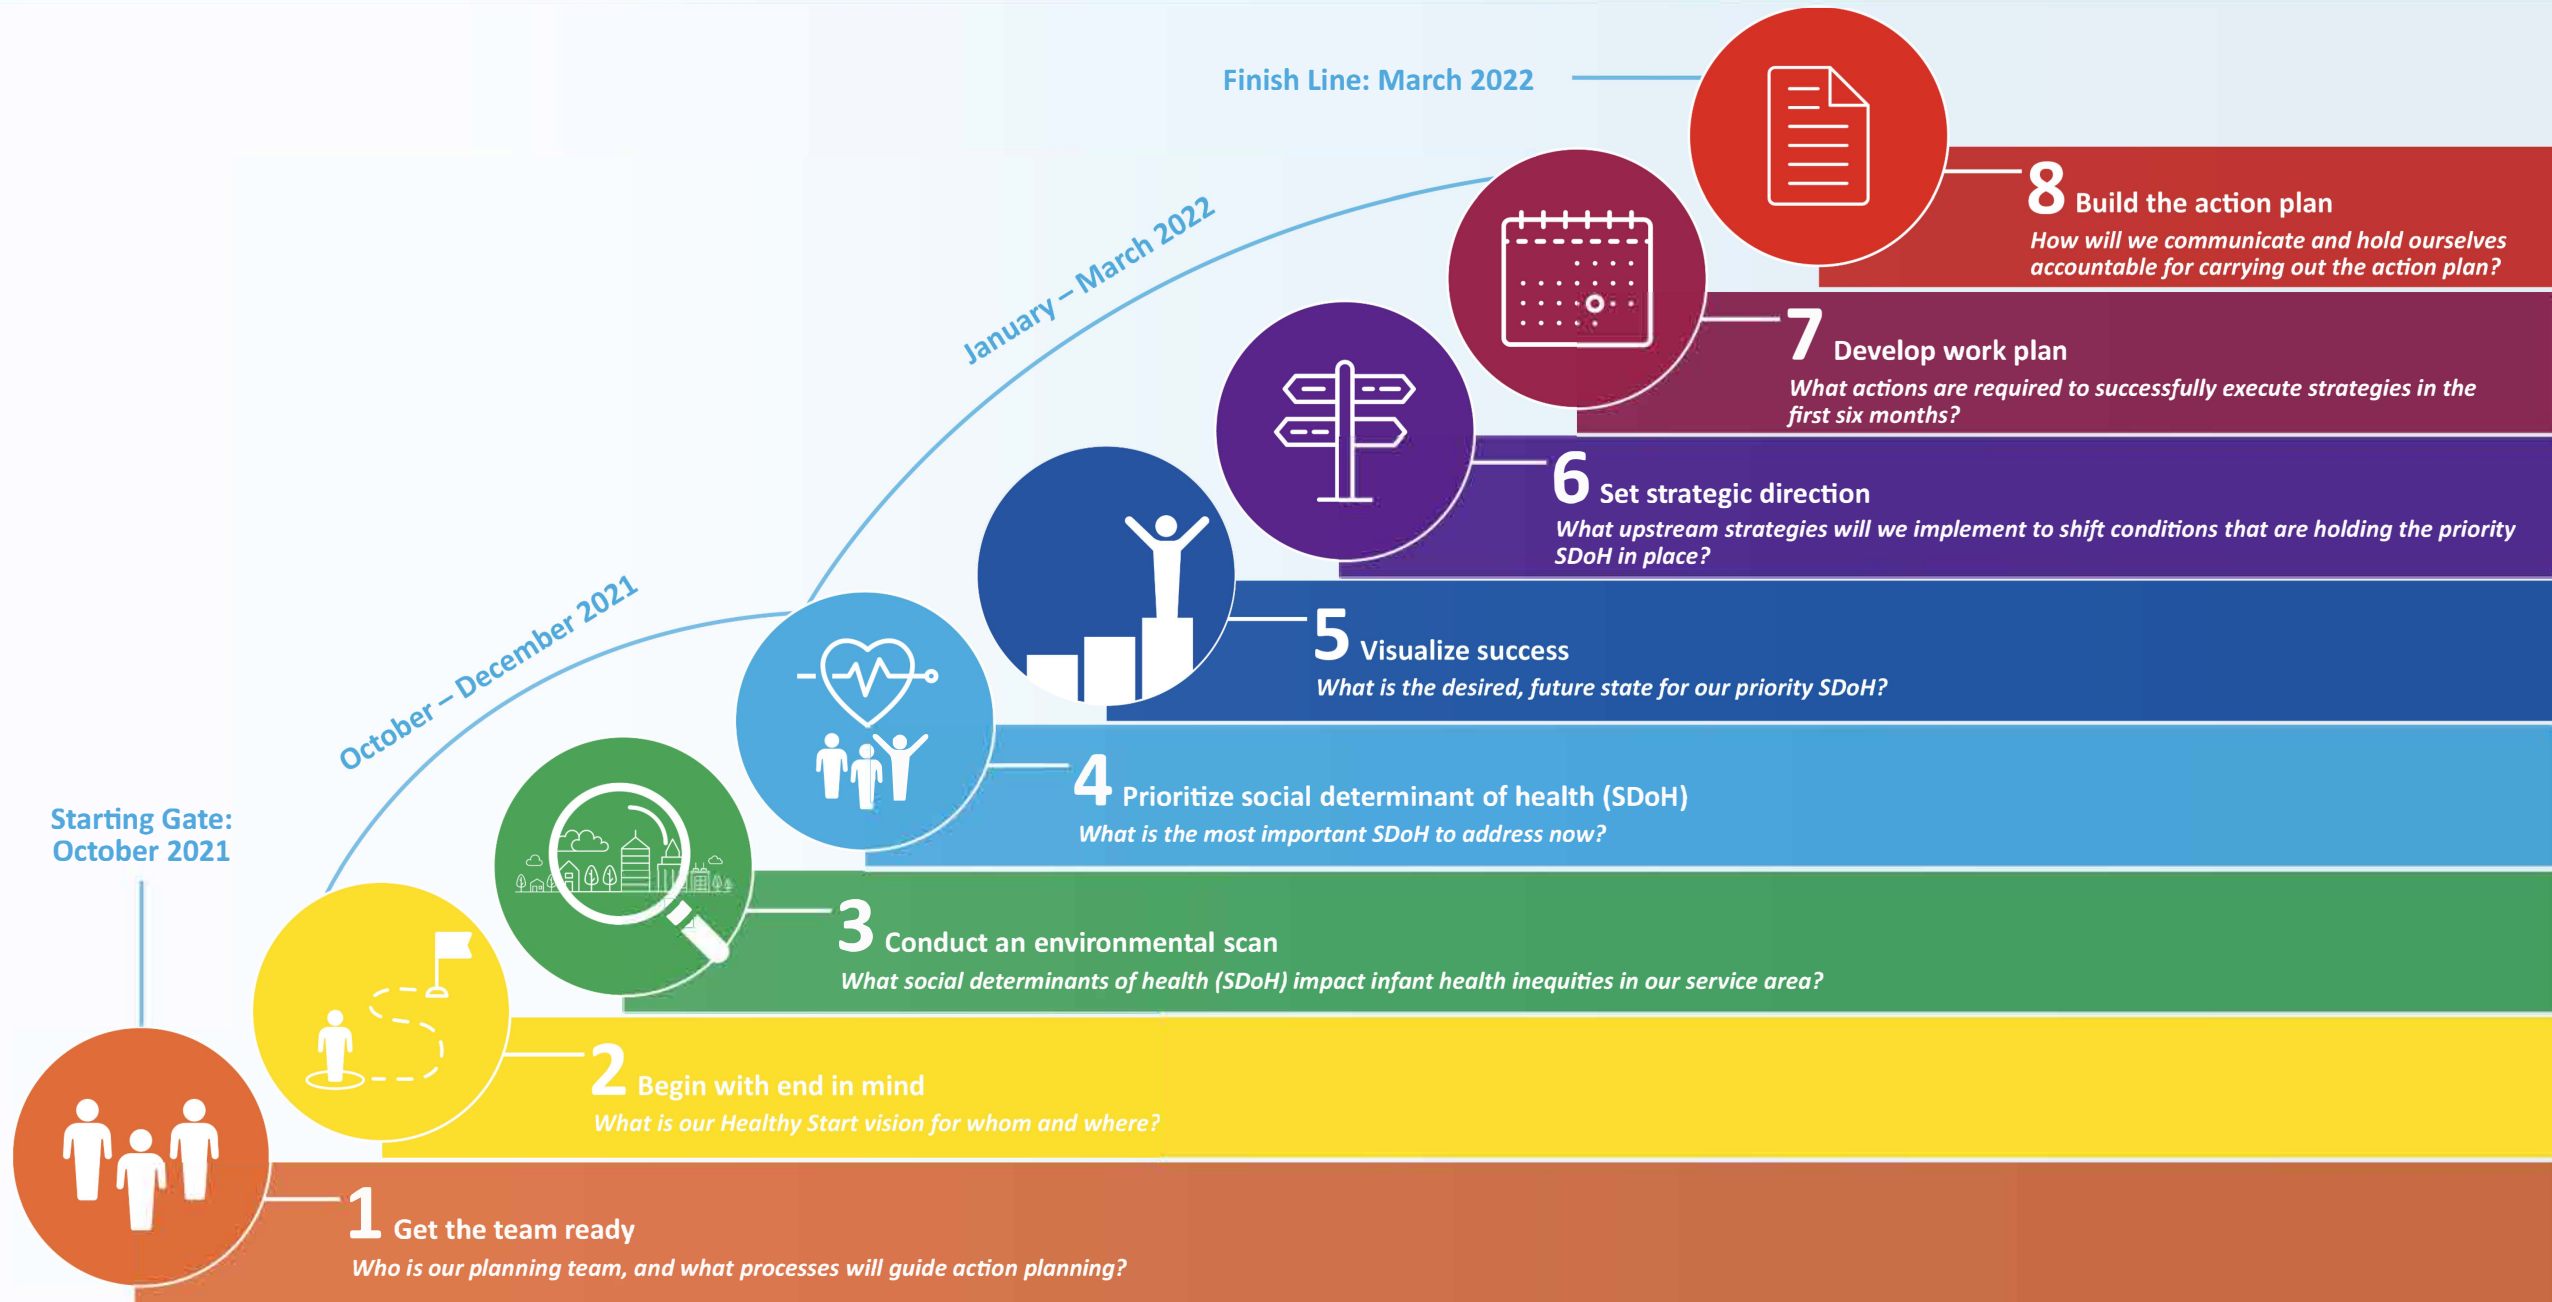 Finish Line: March 2022
8 Build the action plan
How will we communicate and hold ourselves
accountable for carrying out the action plan?
January – March 2022
7 Develop work plan
What actions are required to successfully execute strategies in the
first six months?
6 Set strategic direction
What upstream strategies will we implement to shift conditions that are holding the priority
SDoH in place?
October – December 2021
5 Visualize success
What is the desired, future state for our priority SDoH?
4 Prioritize social determinant of health (SDoH)
What is the most important SDoH to address now?
Starting Gate:
October 2021
3 Conduct an environmental scan
What social determinants of health (SDoH) impact infant health inequities in our service area?
2 Begin with end in mind
What is our Healthy Start vision for whom and where?
1 Get the team ready
Who is our planning team, and what processes will guide action planning?